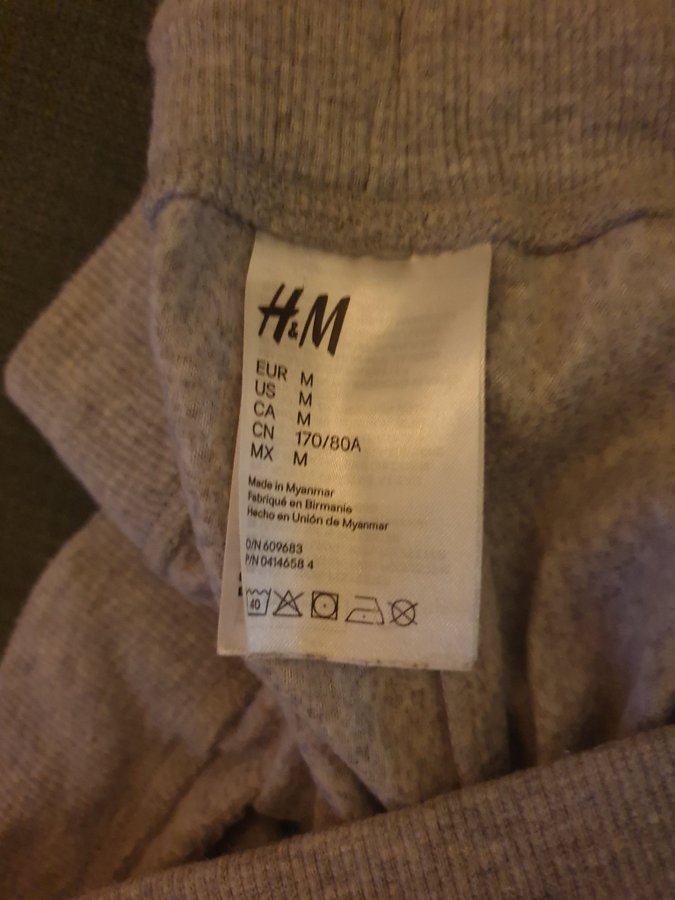 H&M
EUR M
US M
CA M
CN 170/80A
MX M
Made in Myanmar
Fabriqué en Birmanie
Hecho en Unión de Myanmar
O/N 609683
P/N 0414658 4
40